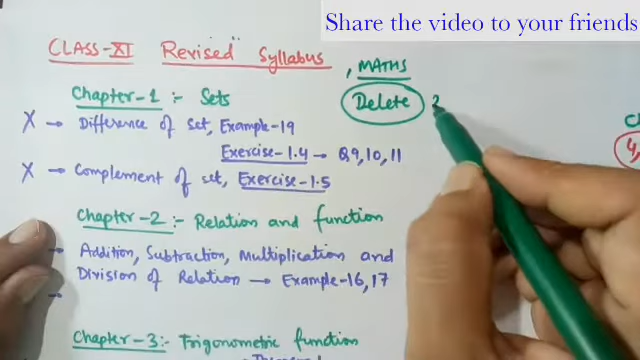 Share the video to your friends
CLASS-XI Revised Syllabus, MATHS
Chapter-1 :- Sets
Delete 2
X → Difference of Set, Example-19
Exercise-1.4 → Q9,10,11
X → Complement of set, Exercise-1.5
Chapter-2 :- Relation and function
→ Addition, Subtraction, Multiplication and
Division of Relation → Example-16,17
→
Chapter-3 :- Trigonometric function
4,